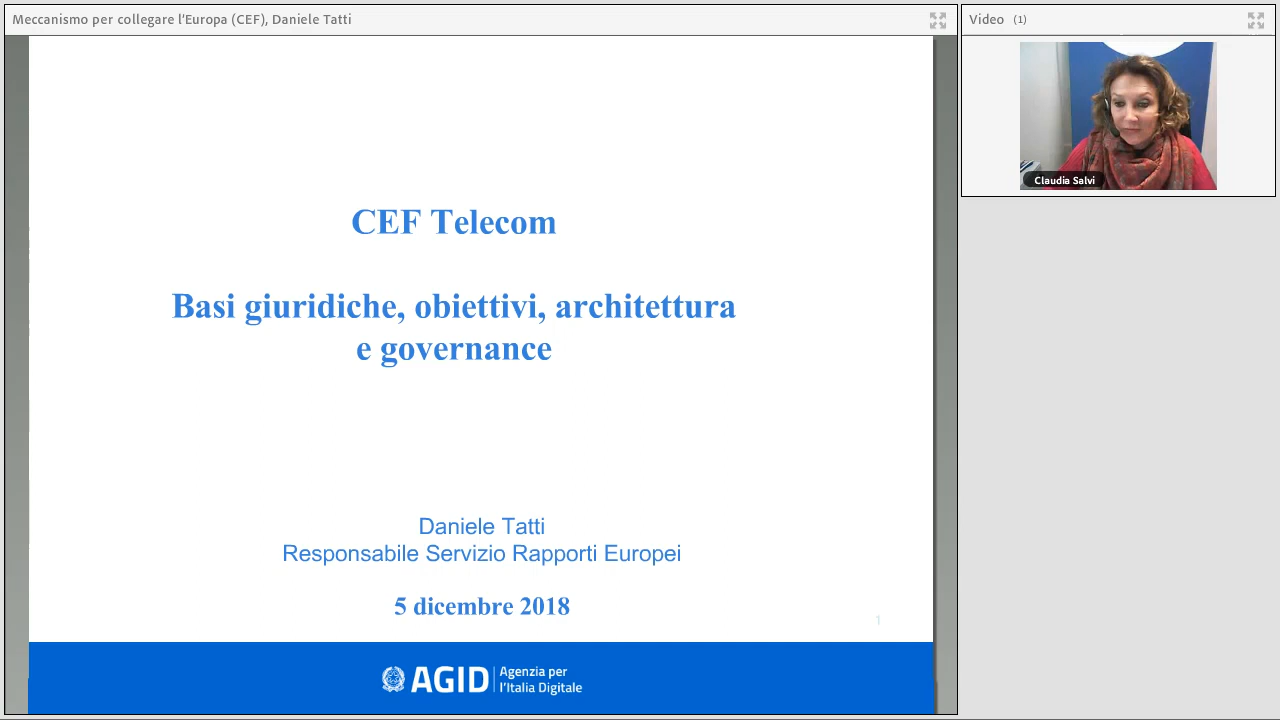 Meccanismo per collegare l'Europa (CEF), Daniele Tatti
Video (1)
Claudia Salvi
CEF Telecom
Basi giuridiche, obiettivi, architettura
e governance
Daniele Tatti
Responsabile Servizio Rapporti Europei
5 dicembre 2018
1
AGID
Agenzia per
l'Italia Digitale